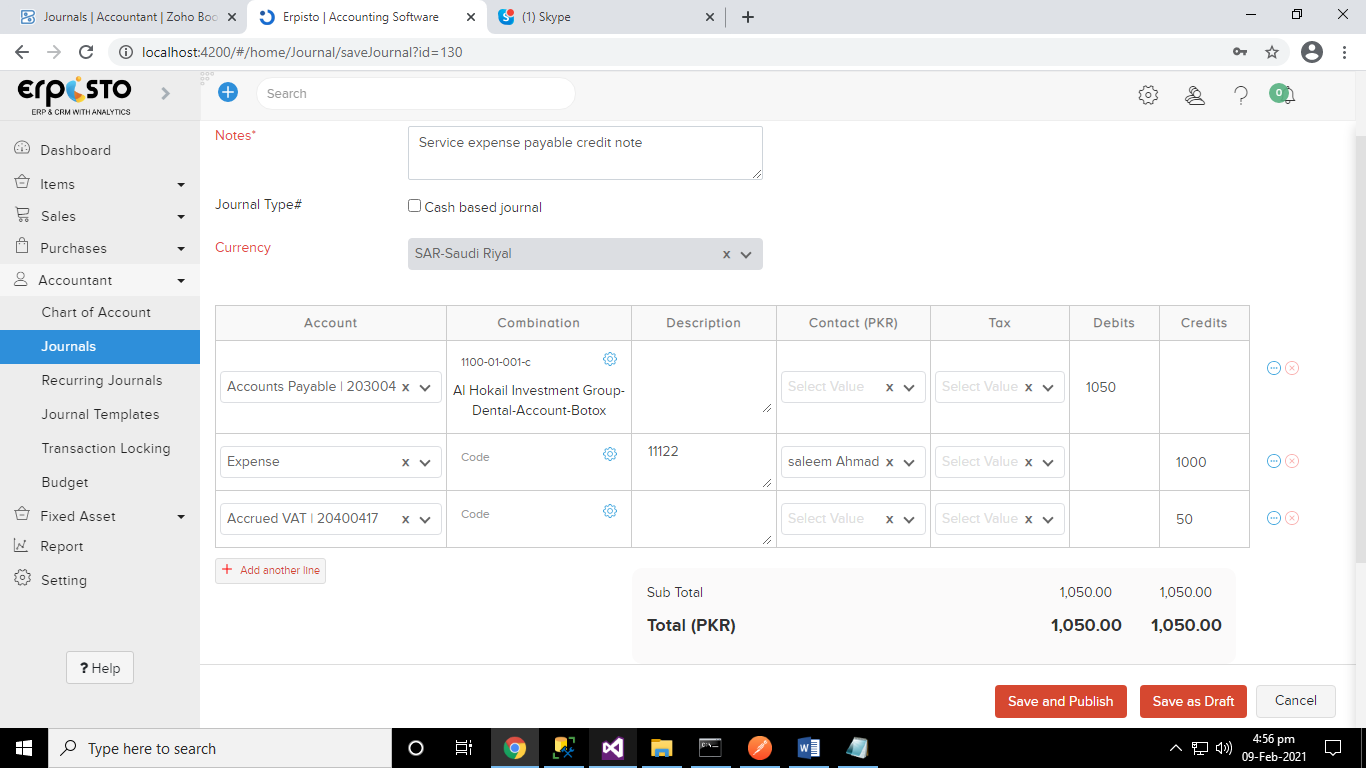 Journals | Accountant | Zoho Boo
Erpisto | Accounting Software
(1) Skype
localhost:4200/#/home/Journal/saveJournal?id=130
ERPISTO
ERP & CRM WITH ANALYTICS
Search
0
Dashboard
Items
Sales
Purchases
Accountant
Chart of Account
Journals
Recurring Journals
Journal Templates
Transaction Locking
Budget
Fixed Asset
Report
Setting
? Help
Notes*
Service expense payable credit note
Journal Type#
Cash based journal
Currency
SAR-Saudi Riyal x
Account Combination Description Contact (PKR) Tax Debits Credits
1100-01-001-c
Accounts Payable | 203004 x
Al Hokail Investment Group-
Dental-Account-Botox
Select Value x
Select Value x
1050
Expense x
Code
11122
saleem Ahmad x
Select Value x
1000
Accrued VAT | 20400417 x
Code
Select Value x
Select Value x
50
+ Add another line
Sub Total 1,050.00 1,050.00
Total (PKR) 1,050.00 1,050.00
Save and Publish
Save as Draft
Cancel
Type here to search
4:56 pm
09-Feb-2021